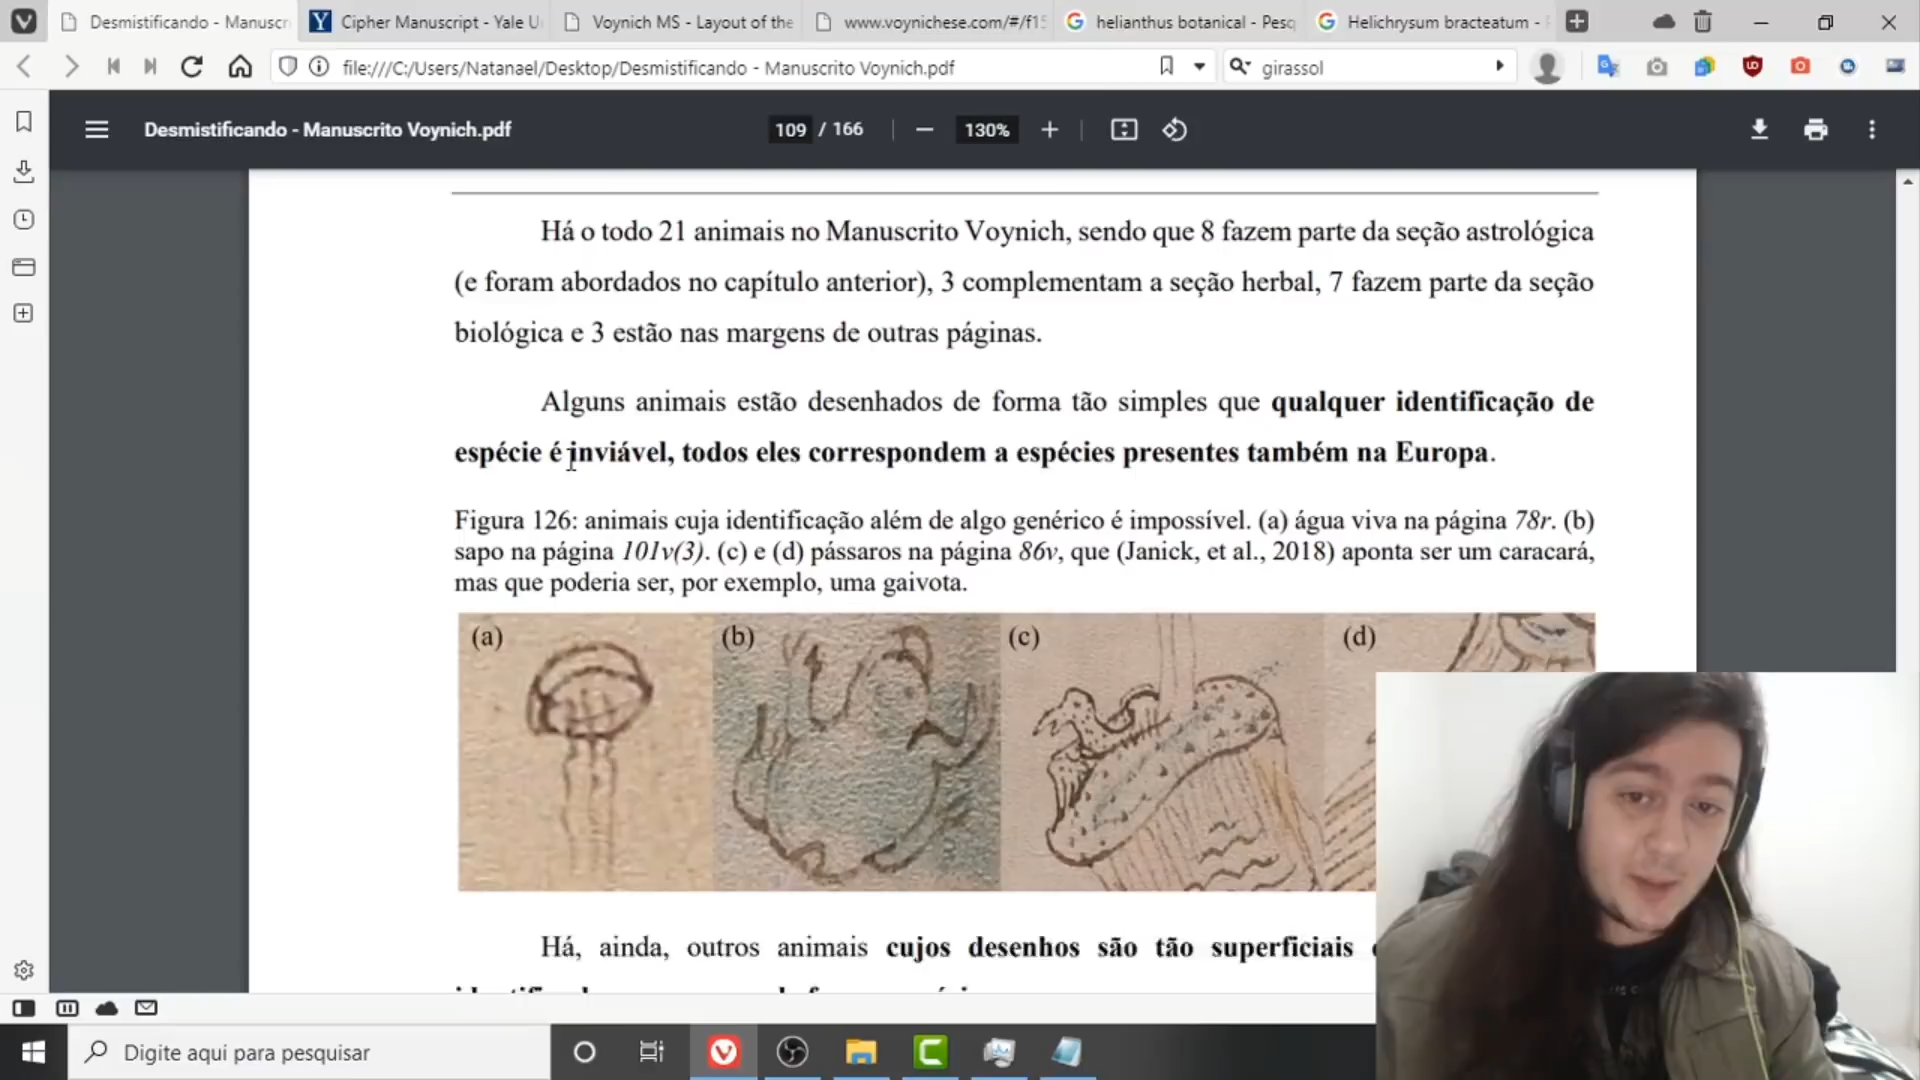 Desmistificando - Manuscri
Cipher Manuscript - Yale U
Voynich MS - Layout of the
www.voynichese.com/#/f15
helianthus botanical - Pesq
Helichrysum bracteatum -
file:///C:/Users/Natanael/Desktop/Desmistificando - Manuscrito Voynich.pdf
girassol
Desmistificando - Manuscrito Voynich.pdf
109 / 166
130%
Há o todo 21 animais no Manuscrito Voynich, sendo que 8 fazem parte da seção astrológica
(e foram abordados no capítulo anterior), 3 complementam a seção herbal, 7 fazem parte da seção
biológica e 3 estão nas margens de outras páginas.
Alguns animais estão desenhados de forma tão simples que qualquer identificação de
espécie é inviável, todos eles correspondem a espécies presentes também na Europa.
Figura 126: animais cuja identificação além de algo genérico é impossível. (a) água viva na página 78r. (b)
sapo na página 101v(3). (c) e (d) pássaros na página 86v, que (Janick, et al., 2018) aponta ser um caracará,
mas que poderia ser, por exemplo, uma gaivota.
(a) (b) (c) (d)
Há, ainda, outros animais cujos desenhos são tão superficiais
Digite aqui para pesquisar